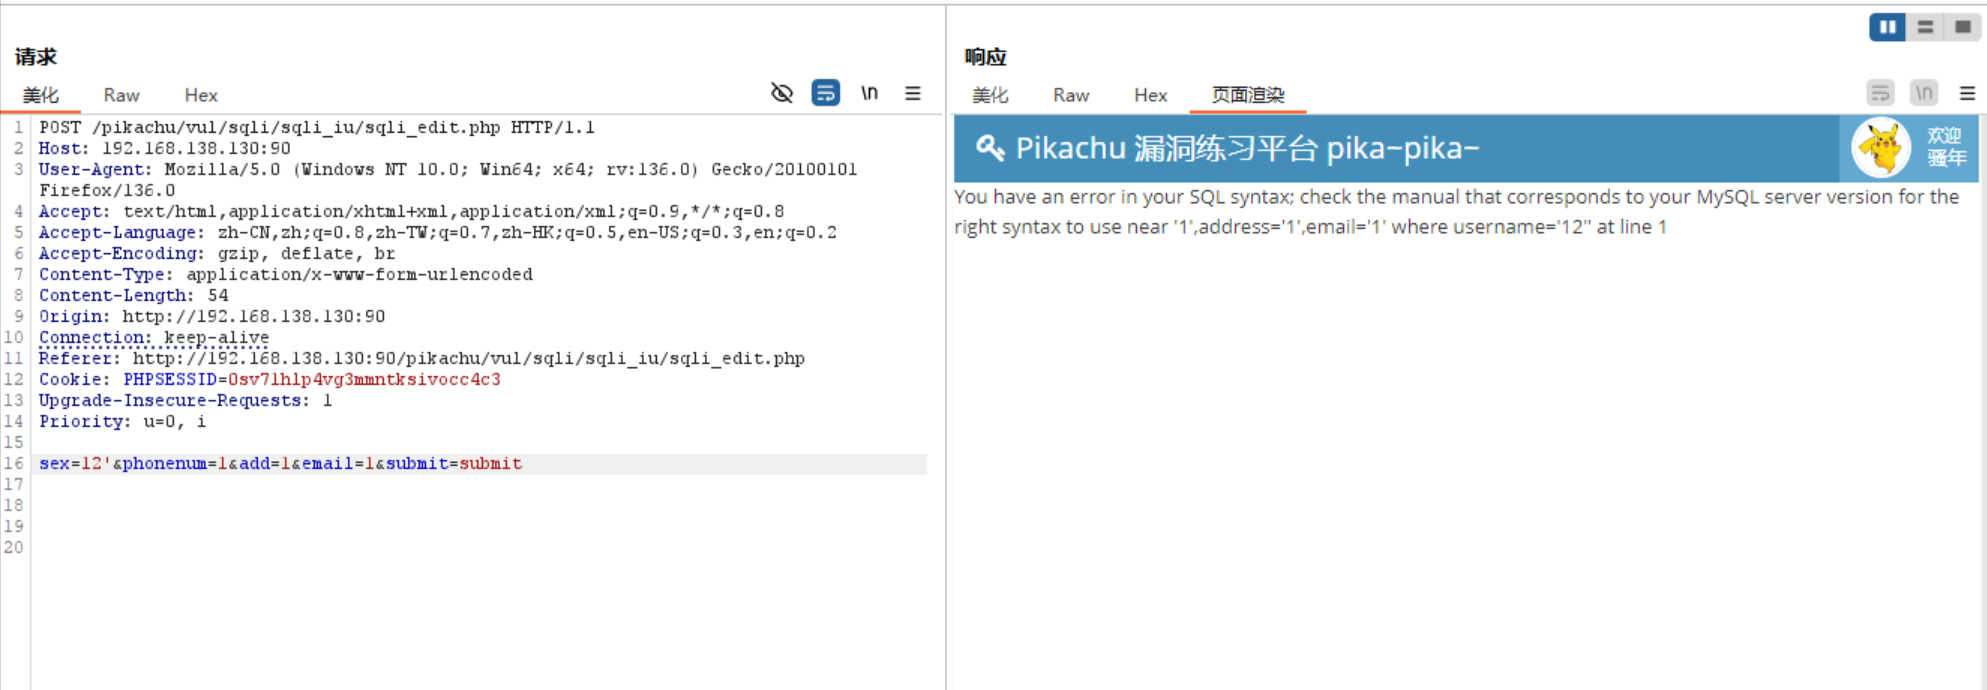 请求
美化 Raw Hex
\n
1 POST /pikachu/vul/sqli/sqli_iu/sqli_edit.php HTTP/1.1
2 Host: 192.168.138.130:90
3 User-Agent: Mozilla/5.0 (Windows NT 10.0; Win64; x64; rv:136.0) Gecko/20100101
Firefox/136.0
4 Accept: text/html,application/xhtml+xml,application/xml;q=0.9,*/*;q=0.8
5 Accept-Language: zh-CN,zh;q=0.8,zh-TW;q=0.7,zh-HK;q=0.5,en-US;q=0.3,en;q=0.2
6 Accept-Encoding: gzip, deflate, br
7 Content-Type: application/x-www-form-urlencoded
8 Content-Length: 54
9 Origin: http://192.168.138.130:90
10 Connection: keep-alive
11 Referer: http://192.168.138.130:90/pikachu/vul/sqli/sqli_iu/sqli_edit.php
12 Cookie: PHPSESSID=0sv7lhlp4vg3mmntksivocc4c3
13 Upgrade-Insecure-Requests: 1
14 Priority: u=0, i
15
16 sex=12'&phonenum=1&add=1&email=1&submit=submit
17
18
19
20
响应
美化 Raw Hex 页面渲染
\n
Pikachu 漏洞练习平台 pika~pika~
欢迎
骚年
You have an error in your SQL syntax; check the manual that corresponds to your MySQL server version for the
right syntax to use near '1',address='1',email='1' where username='12'' at line 1